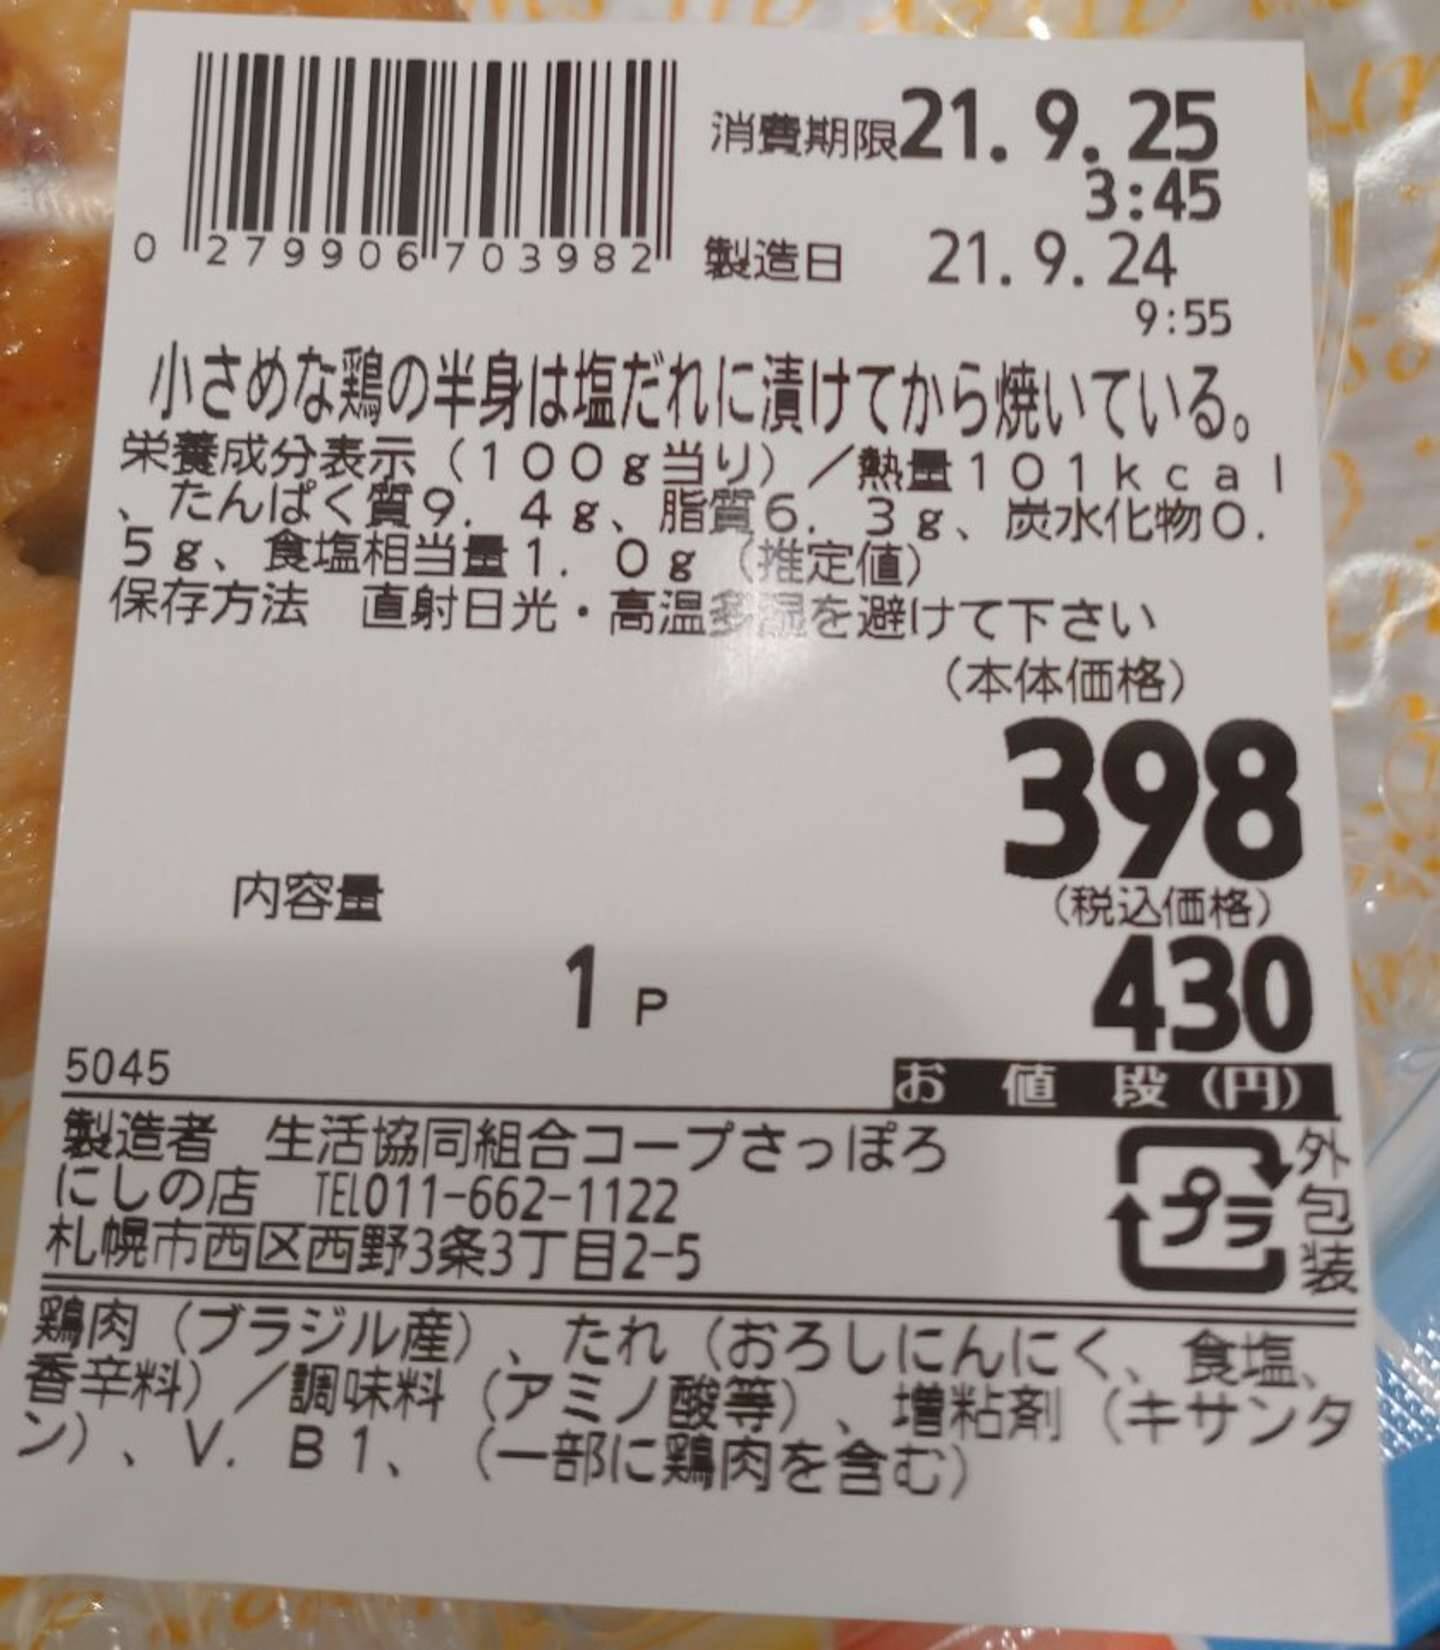 消費期限21. 9. 25
3:45
0 279906 703982
製造日 21. 9. 24
9:55
小さめな鶏の半身は塩だれに漬けてから焼いている。
栄養成分表示（100g当り）／熱量101kcal
、たんぱく質9. 4g、脂質6. 3g、炭水化物0.
5g、食塩相当量1. 0g（推定値）
保存方法 直射日光・高温多湿を避けて下さい
（本体価格）
398
（税込価格）
430
内容量
1 P
お値段(円)
5045
製造者 生活協同組合コープさっぽろ
にしの店 TEL011-662-1122
札幌市西区西野3条3丁目2-5
プラ
外包装
鶏肉（ブラジル産）、たれ（おろしにんにく、食塩、
香辛料）／調味料（アミノ酸等）、増粘剤（キサンタ
ン）、V. B1、（一部に鶏肉を含む）